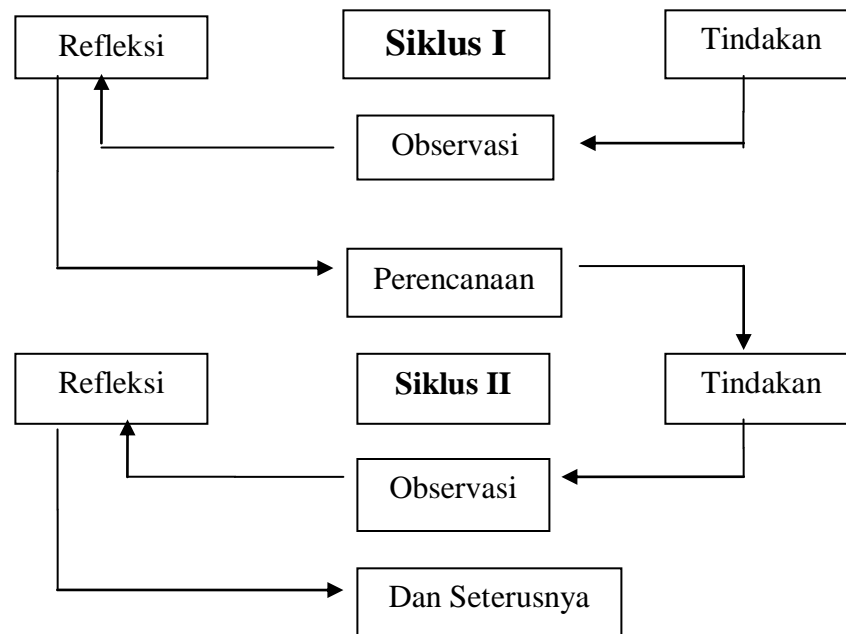 Refleksi
Siklus I
Tindakan
Observasi
Perencanaan
Refleksi
Siklus II
Tindakan
Observasi
Dan Seterusnya